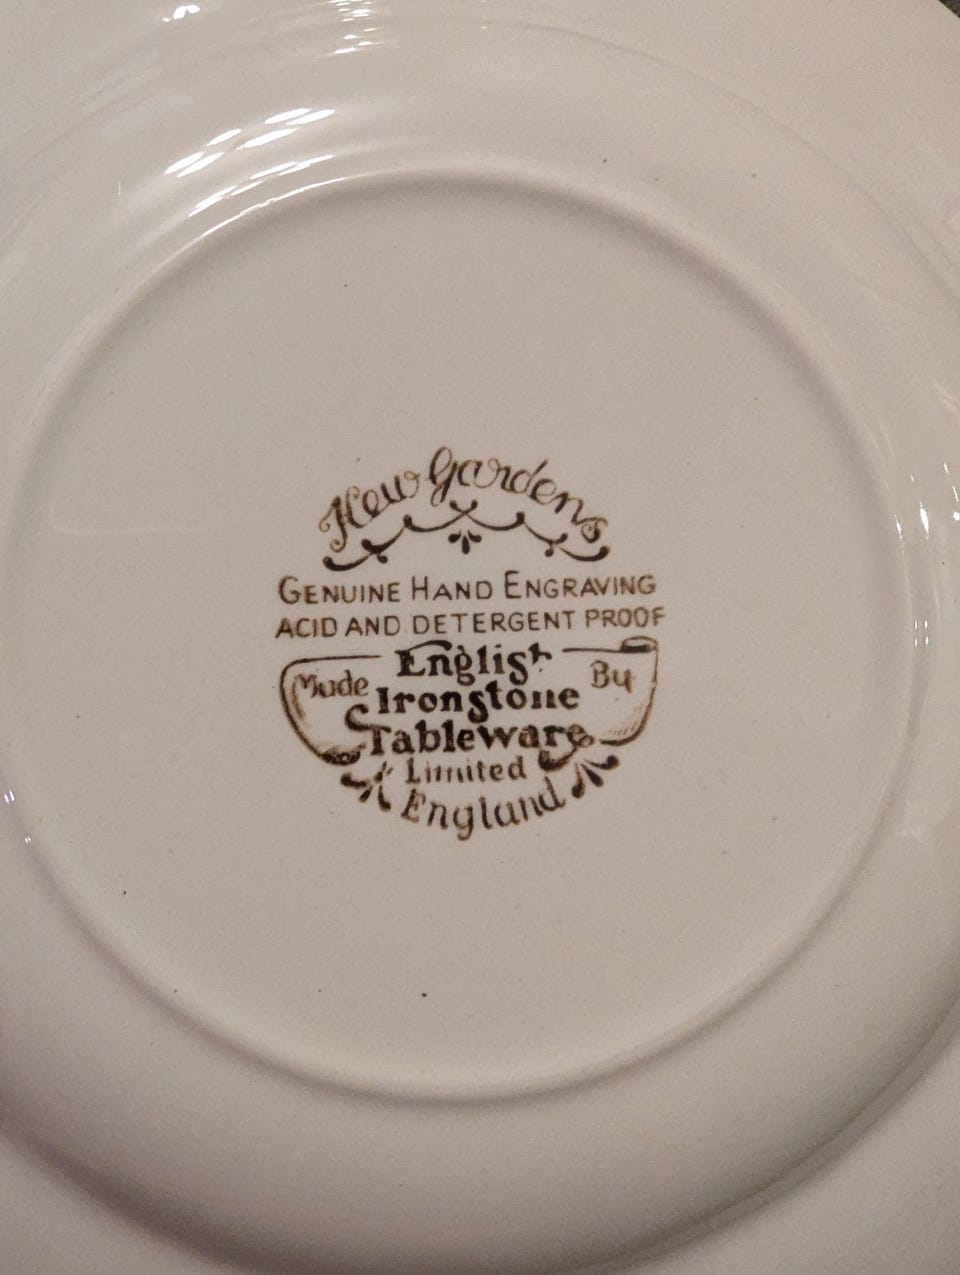 Kew Gardens
GENUINE HAND ENGRAVING
ACID AND DETERGENT PROOF
Made English By
Ironstone
Tableware
Limited
England